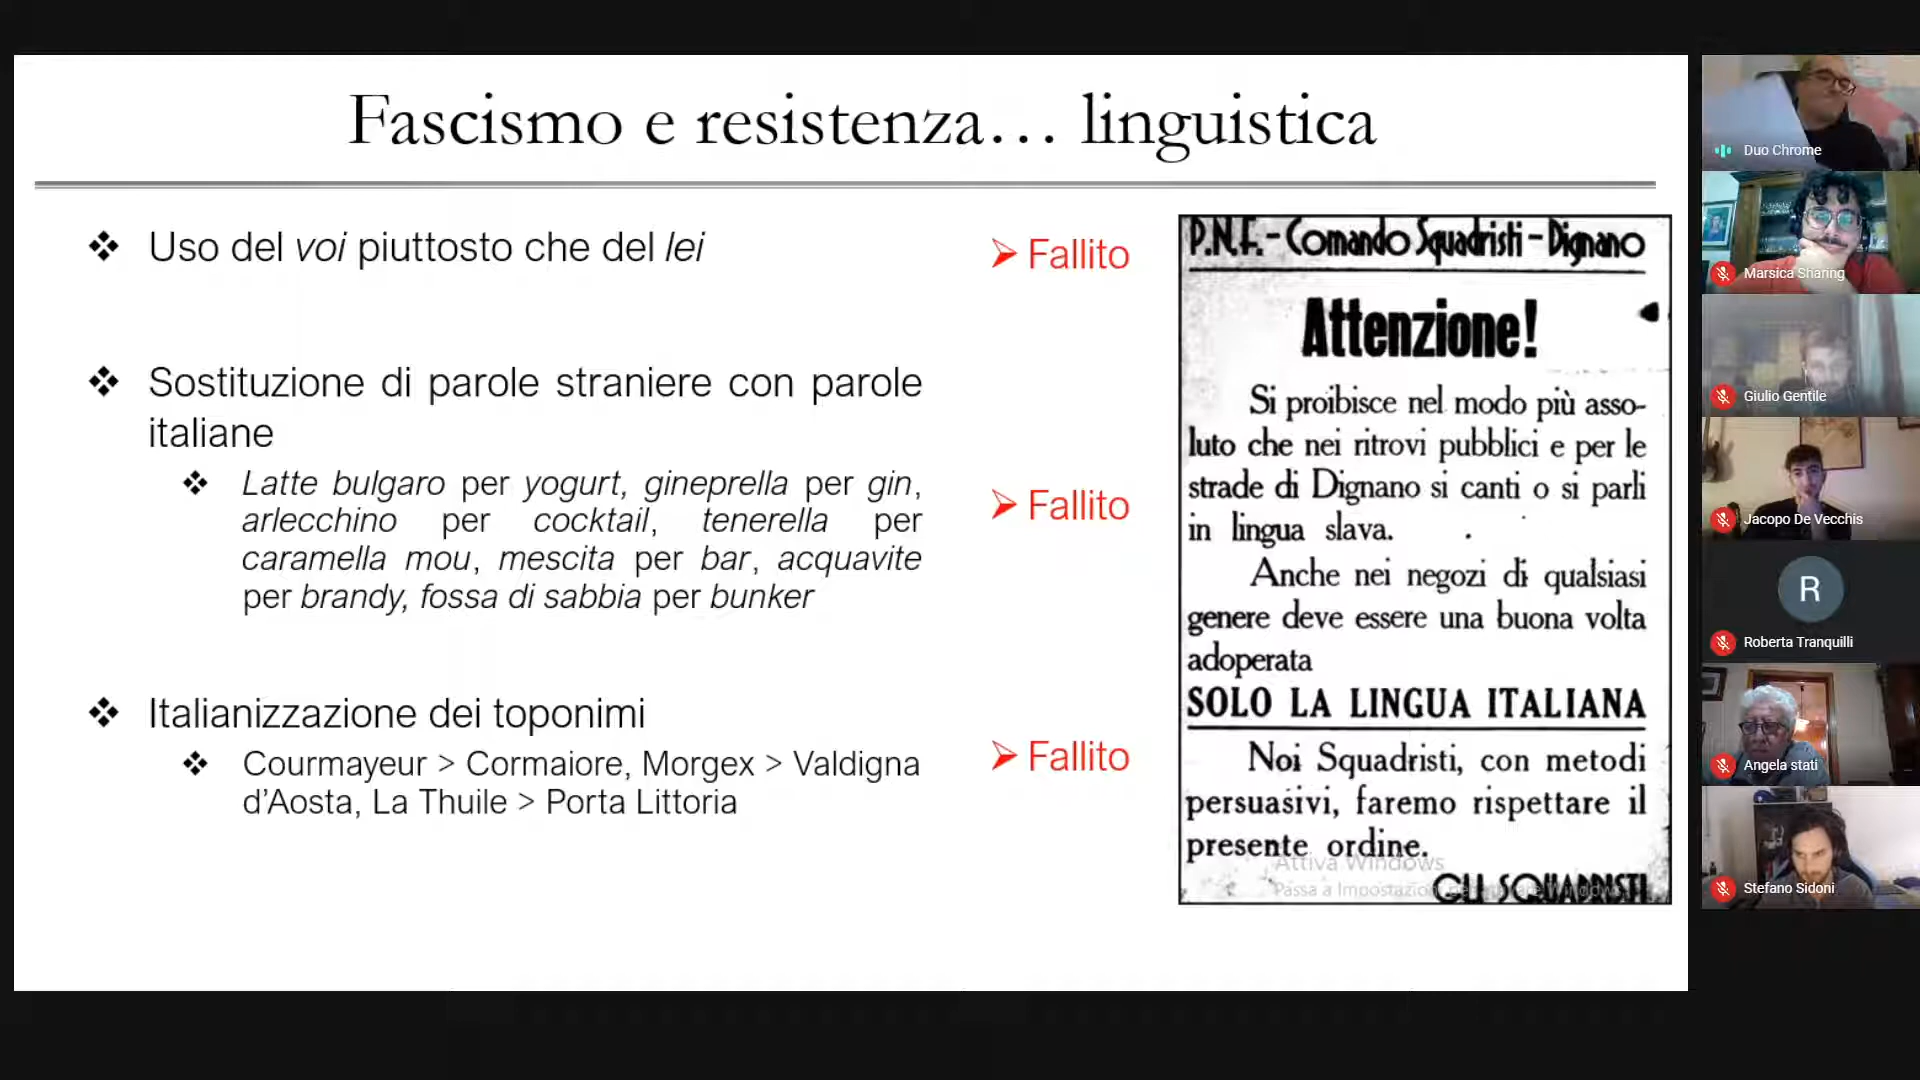 Fascismo e resistenza… linguistica
Uso del voi piuttosto che del lei
Fallito
Sostituzione di parole straniere con parole
italiane
Latte bulgaro per yogurt, gineprella per gin,
arlecchino per cocktail, tenerella per
caramella mou, mescita per bar, acquavite
per brandy, fossa di sabbia per bunker
Fallito
Italianizzazione dei toponimi
Courmayeur > Cormaiore, Morgex > Valdigna
d’Aosta, La Thuile > Porta Littoria
Fallito
P.N.F. - Comando Squadristi - Dignano
Attenzione!
Si proibisce nel modo più asso-
luto che nei ritrovi pubblici e per le
strade di Dignano si canti o si parli
in lingua slava.
Anche nei negozi di qualsiasi
genere deve essere una buona volta
adoperata
SOLO LA LINGUA ITALIANA
Noi Squadristi, con metodi
persuasivi, faremo rispettare il
presente ordine.
GLI SQUADRISTI
Attiva Windows
Passa a Impostazioni per attivare Windows.
Duo Chrome
Marsica Sharing
Giulio Gentile
Jacopo De Vecchis
R
Roberta Tranquilli
Angela stati
Stefano Sidoni